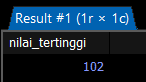 Result #1 (1r × 1c)
nilai_tertinggi
102